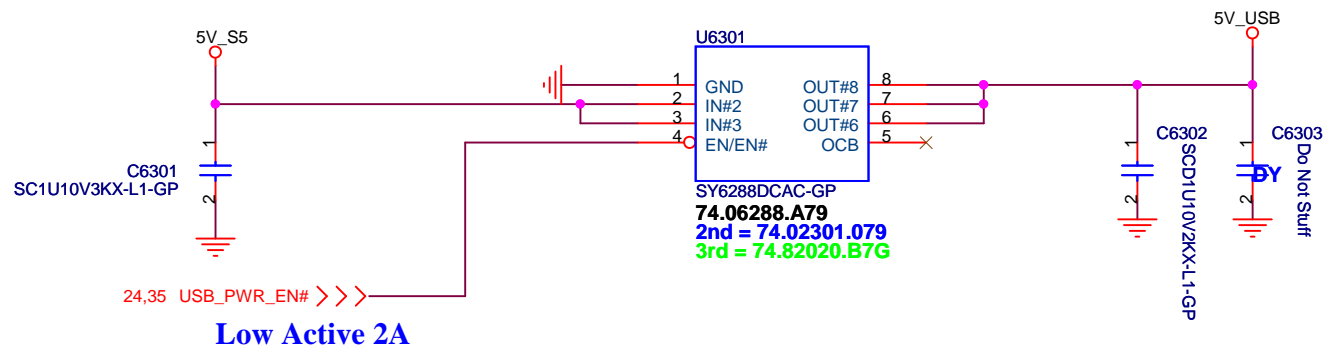 5V_S5
U6301
5V_USB
1 GND OUT#8 8
2 IN#2 OUT#7 7
3 IN#3 OUT#6 6
4 EN/EN# OCB 5
1
C6301
SC1U10V3KX-L1-GP
2
1
C6302
SCD1U10V2KX-L1-GP
2
1
C6303
Do Not Stuff
DY
2
SY6288DCAC-GP
74.06288.A79
2nd = 74.02301.079
3rd = 74.82020.B7G
24,35 USB_PWR_EN#
Low Active 2A